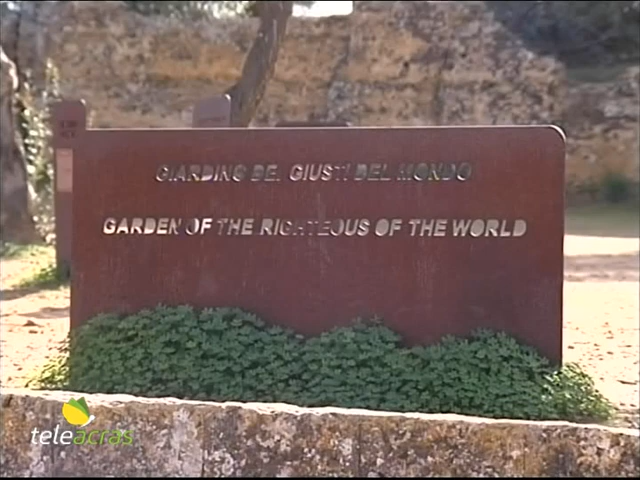 GIARDINO DEI GIUSTI DEL MONDO
GARDEN OF THE RIGHTEOUS OF THE WORLD
teleacras